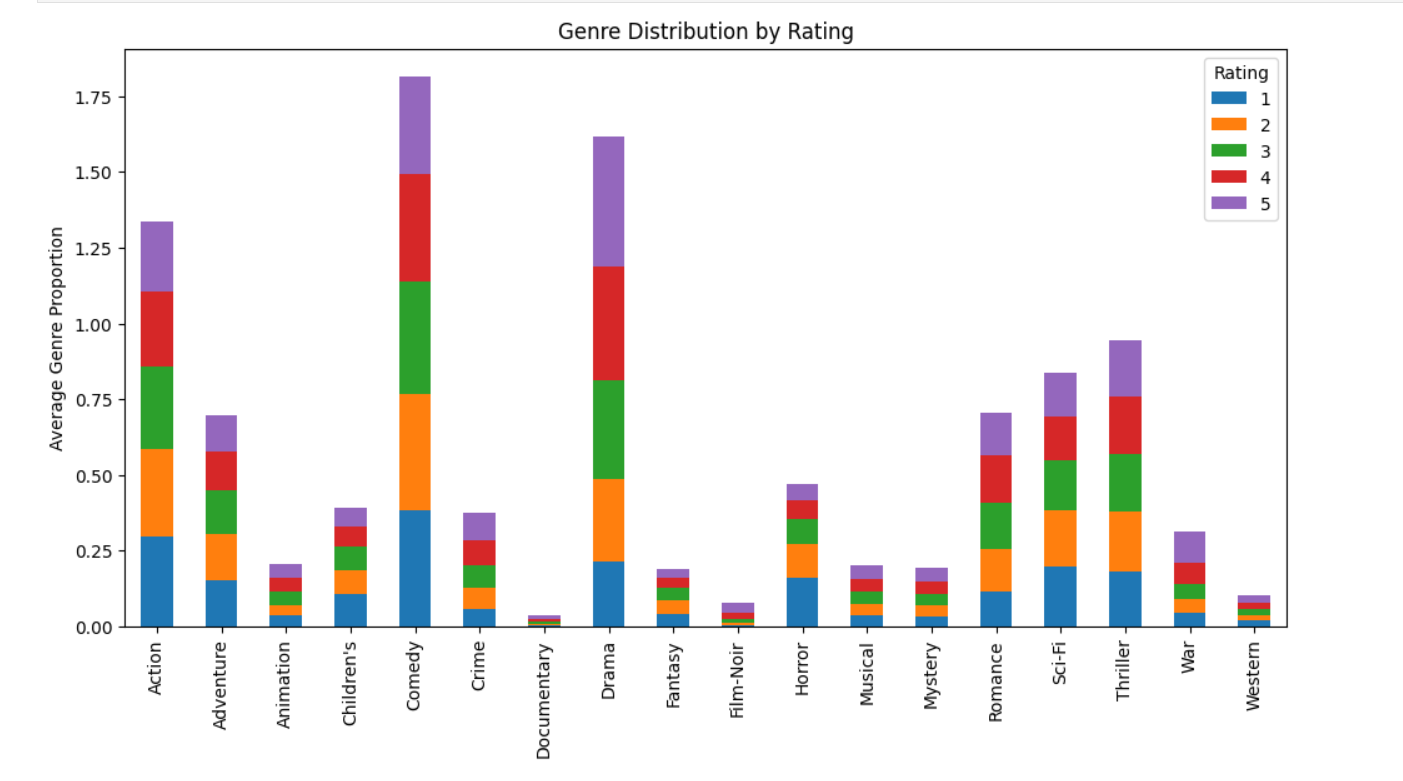 Genre Distribution by Rating
Average Genre Proportion
1.75
1.50
1.25
1.00
0.75
0.50
0.25
0.00
Rating
1
2
3
4
5
Action
Adventure
Animation
Children's
Comedy
Crime
Documentary
Drama
Fantasy
Film-Noir
Horror
Musical
Mystery
Romance
Sci-Fi
Thriller
War
Western